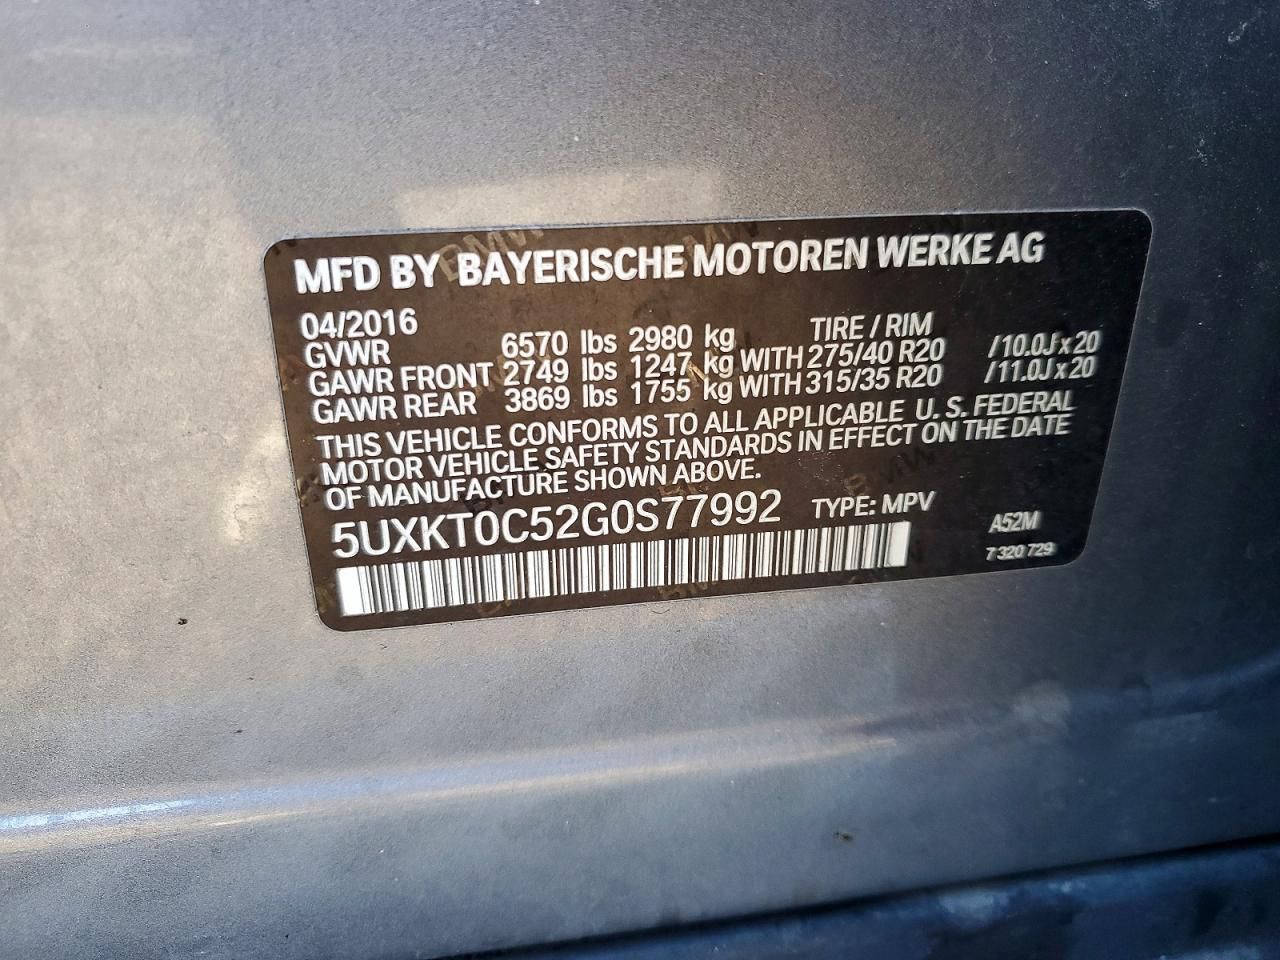 MFD BY BAYERISCHE MOTOREN WERKE AG
04/2016 TIRE / RIM
GVWR 6570 lbs 2980 kg
GAWR FRONT 2749 lbs 1247 kg WITH 275/40 R20 /10.0J x 20
GAWR REAR 3869 lbs 1755 kg WITH 315/35 R20 /11.0J x 20
THIS VEHICLE CONFORMS TO ALL APPLICABLE U. S. FEDERAL
MOTOR VEHICLE SAFETY STANDARDS IN EFFECT ON THE DATE
OF MANUFACTURE SHOWN ABOVE.
5UXKT0C52G0S77992 TYPE: MPV
A52M
7 320 729